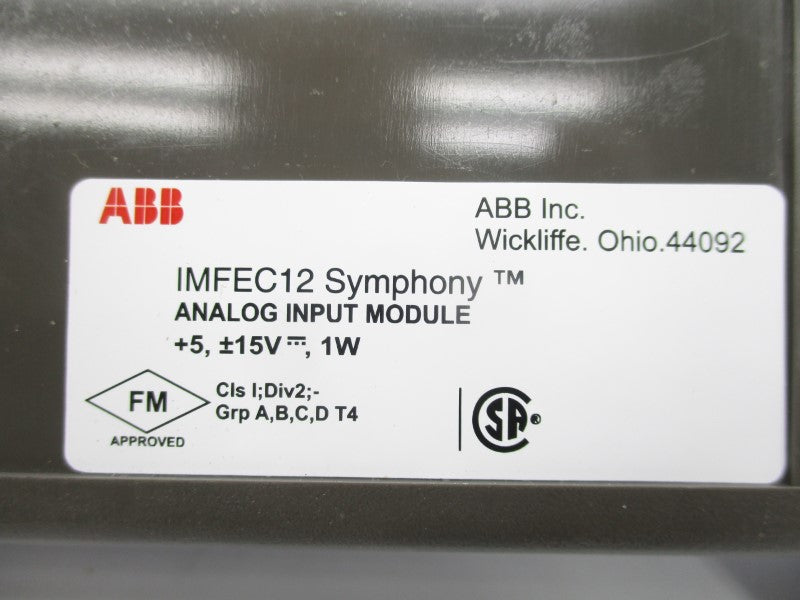 ABB
ABB Inc.
Wickliffe. Ohio.44092
IMFEC12 Symphony ™
ANALOG INPUT MODULE
+5, ±15V ⎓, 1W
FM
APPROVED
Cls I;Div2;-
Grp A,B,C,D T4
CSA®